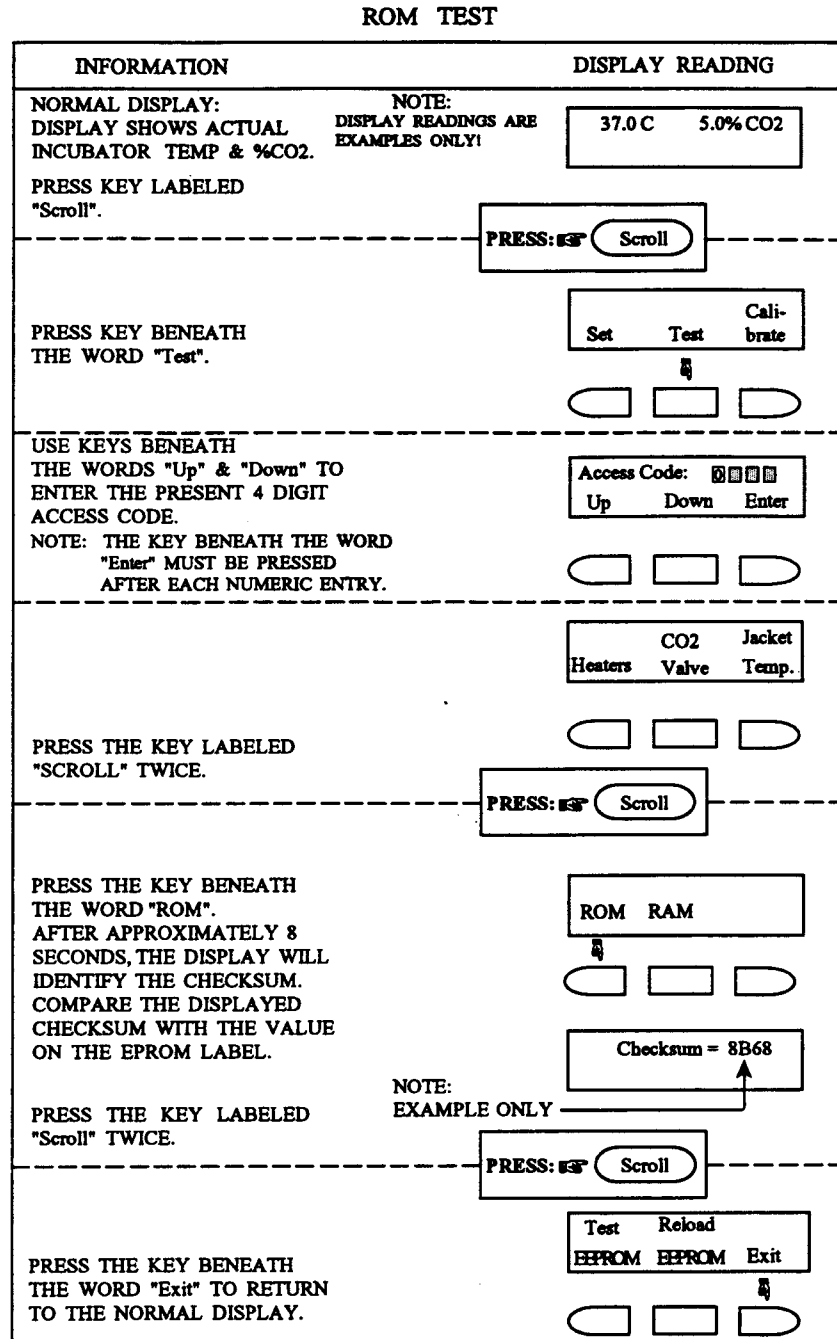 ROM TEST
INFORMATION
DISPLAY READING
NORMAL DISPLAY:
DISPLAY SHOWS ACTUAL
INCUBATOR TEMP & %CO2.
NOTE:
DISPLAY READINGS ARE
EXAMPLES ONLY!
37.0 C 5.0% CO2
PRESS KEY LABELED
"Scroll".
PRESS: Scroll
PRESS KEY BENEATH
THE WORD "Test".
Cali-
Set Test brate
USE KEYS BENEATH
THE WORDS "Up" & "Down" TO
ENTER THE PRESENT 4 DIGIT
ACCESS CODE.
NOTE: THE KEY BENEATH THE WORD
"Enter" MUST BE PRESSED
AFTER EACH NUMERIC ENTRY.
Access Code: 0
Up Down Enter
CO2 Jacket
Heaters Valve Temp.
PRESS THE KEY LABELED
"SCROLL" TWICE.
PRESS: Scroll
PRESS THE KEY BENEATH
THE WORD "ROM".
AFTER APPROXIMATELY 8
SECONDS, THE DISPLAY WILL
IDENTIFY THE CHECKSUM.
COMPARE THE DISPLAYED
CHECKSUM WITH THE VALUE
ON THE EPROM LABEL.
ROM RAM
Checksum = 8B68
NOTE:
EXAMPLE ONLY
PRESS THE KEY LABELED
"Scroll" TWICE.
PRESS: Scroll
Test Reload
EEPROM EEPROM Exit
PRESS THE KEY BENEATH
THE WORD "Exit" TO RETURN
TO THE NORMAL DISPLAY.